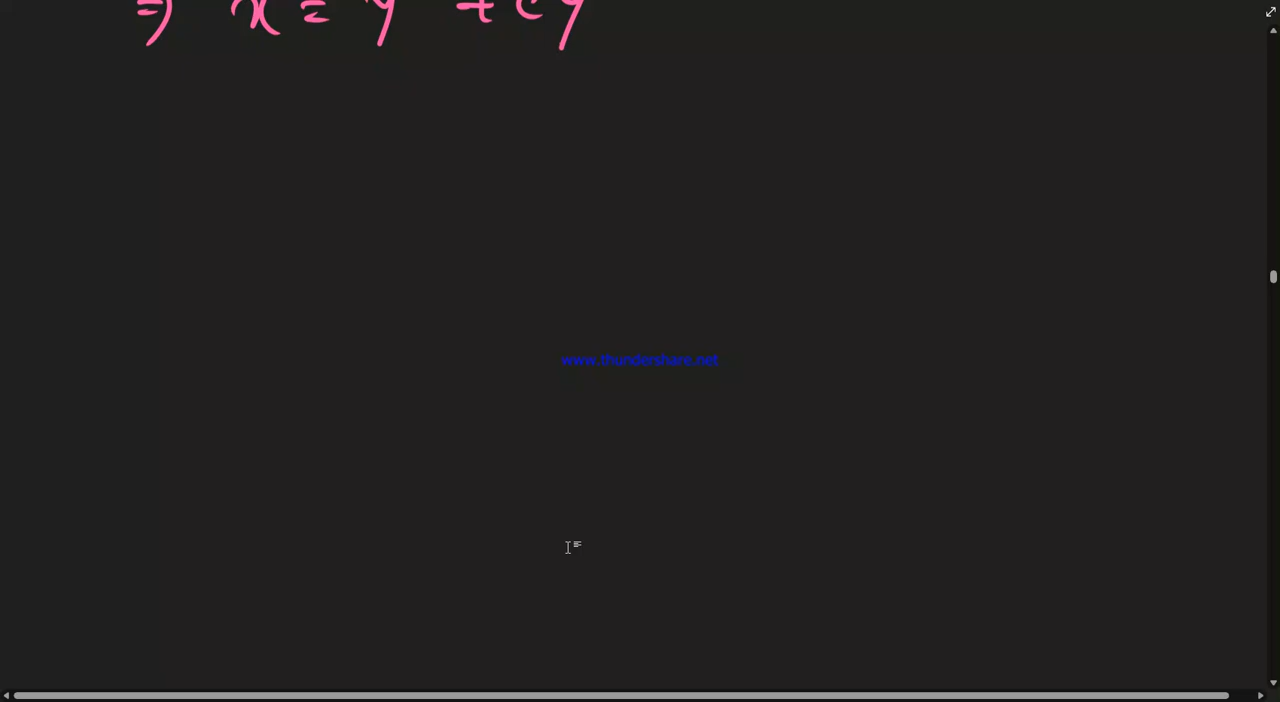 ⇒ x = y + cy
www.thundershare.net